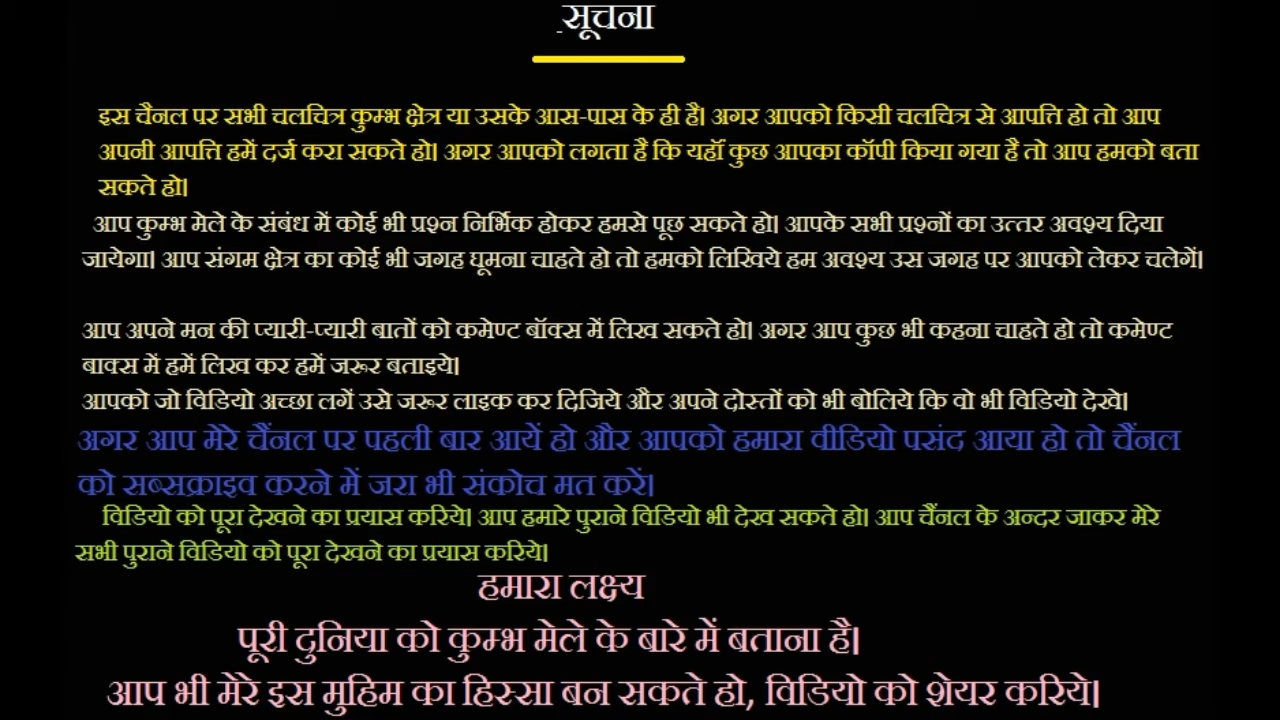 सूचना
इस चैनल पर सभी चलचित्र कुम्भ क्षेत्र या उसके आस-पास के ही है। अगर आपको किसी चलचित्र से आपत्ति हो तो आप
अपनी आपत्ति हमें दर्ज करा सकते हो। अगर आपको लगता है कि यहाँ कुछ आपका कॉपी किया गया है तो आप हमको बता
सकते हो।
आप कुम्भ मेले के संबंध में कोई भी प्रश्न निर्भिक होकर हमसे पूछ सकते हो। आपके सभी प्रश्नों का उत्तर अवश्य दिया
जायेगा। आप संगम क्षेत्र का कोई भी जगह घूमना चाहते हो तो हमको लिखिये हम अवश्य उस जगह पर आपको लेकर चलेगें।
आप अपने मन की प्यारी-प्यारी बातों को कमेण्ट बॉक्स में लिख सकते हो। अगर आप कुछ भी कहना चाहते हो तो कमेण्ट
बाक्स में हमें लिख कर हमें जरूर बताइये।
आपको जो विडियो अच्छा लगें उसे जरूर लाइक कर दिजिये और अपने दोस्तों को भी बोलिये कि वो भी विडियो देखे।
अगर आप मेरे चैंनल पर पहली बार आयें हो और आपको हमारा वीडियो पसंद आया हो तो चैंनल
को सब्सक्राइव करने में जरा भी संकोच मत करें।
विडियो को पूरा देखने का प्रयास करिये। आप हमारे पुराने विडियो भी देख सकते हो। आप चैंनल के अन्दर जाकर मेरे
सभी पुराने विडियो को पूरा देखने का प्रयास करिये।
हमारा लक्ष्य
पूरी दुनिया को कुम्भ मेले के बारे में बताना है।
आप भी मेरे इस मुहिम का हिस्सा बन सकते हो, विडियो को शेयर करिये।